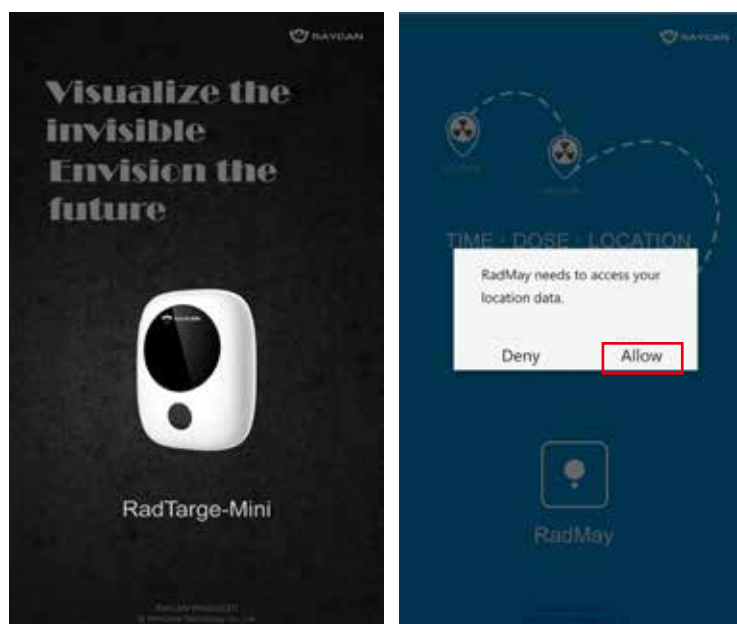 RAYCAN
Visualize the
invisible
Envision the
future
RadTarge-Mini
RAYCAN
TIME - DOSE - LOCATION
RadMay needs to access your
location data.
Deny
Allow
RadMay